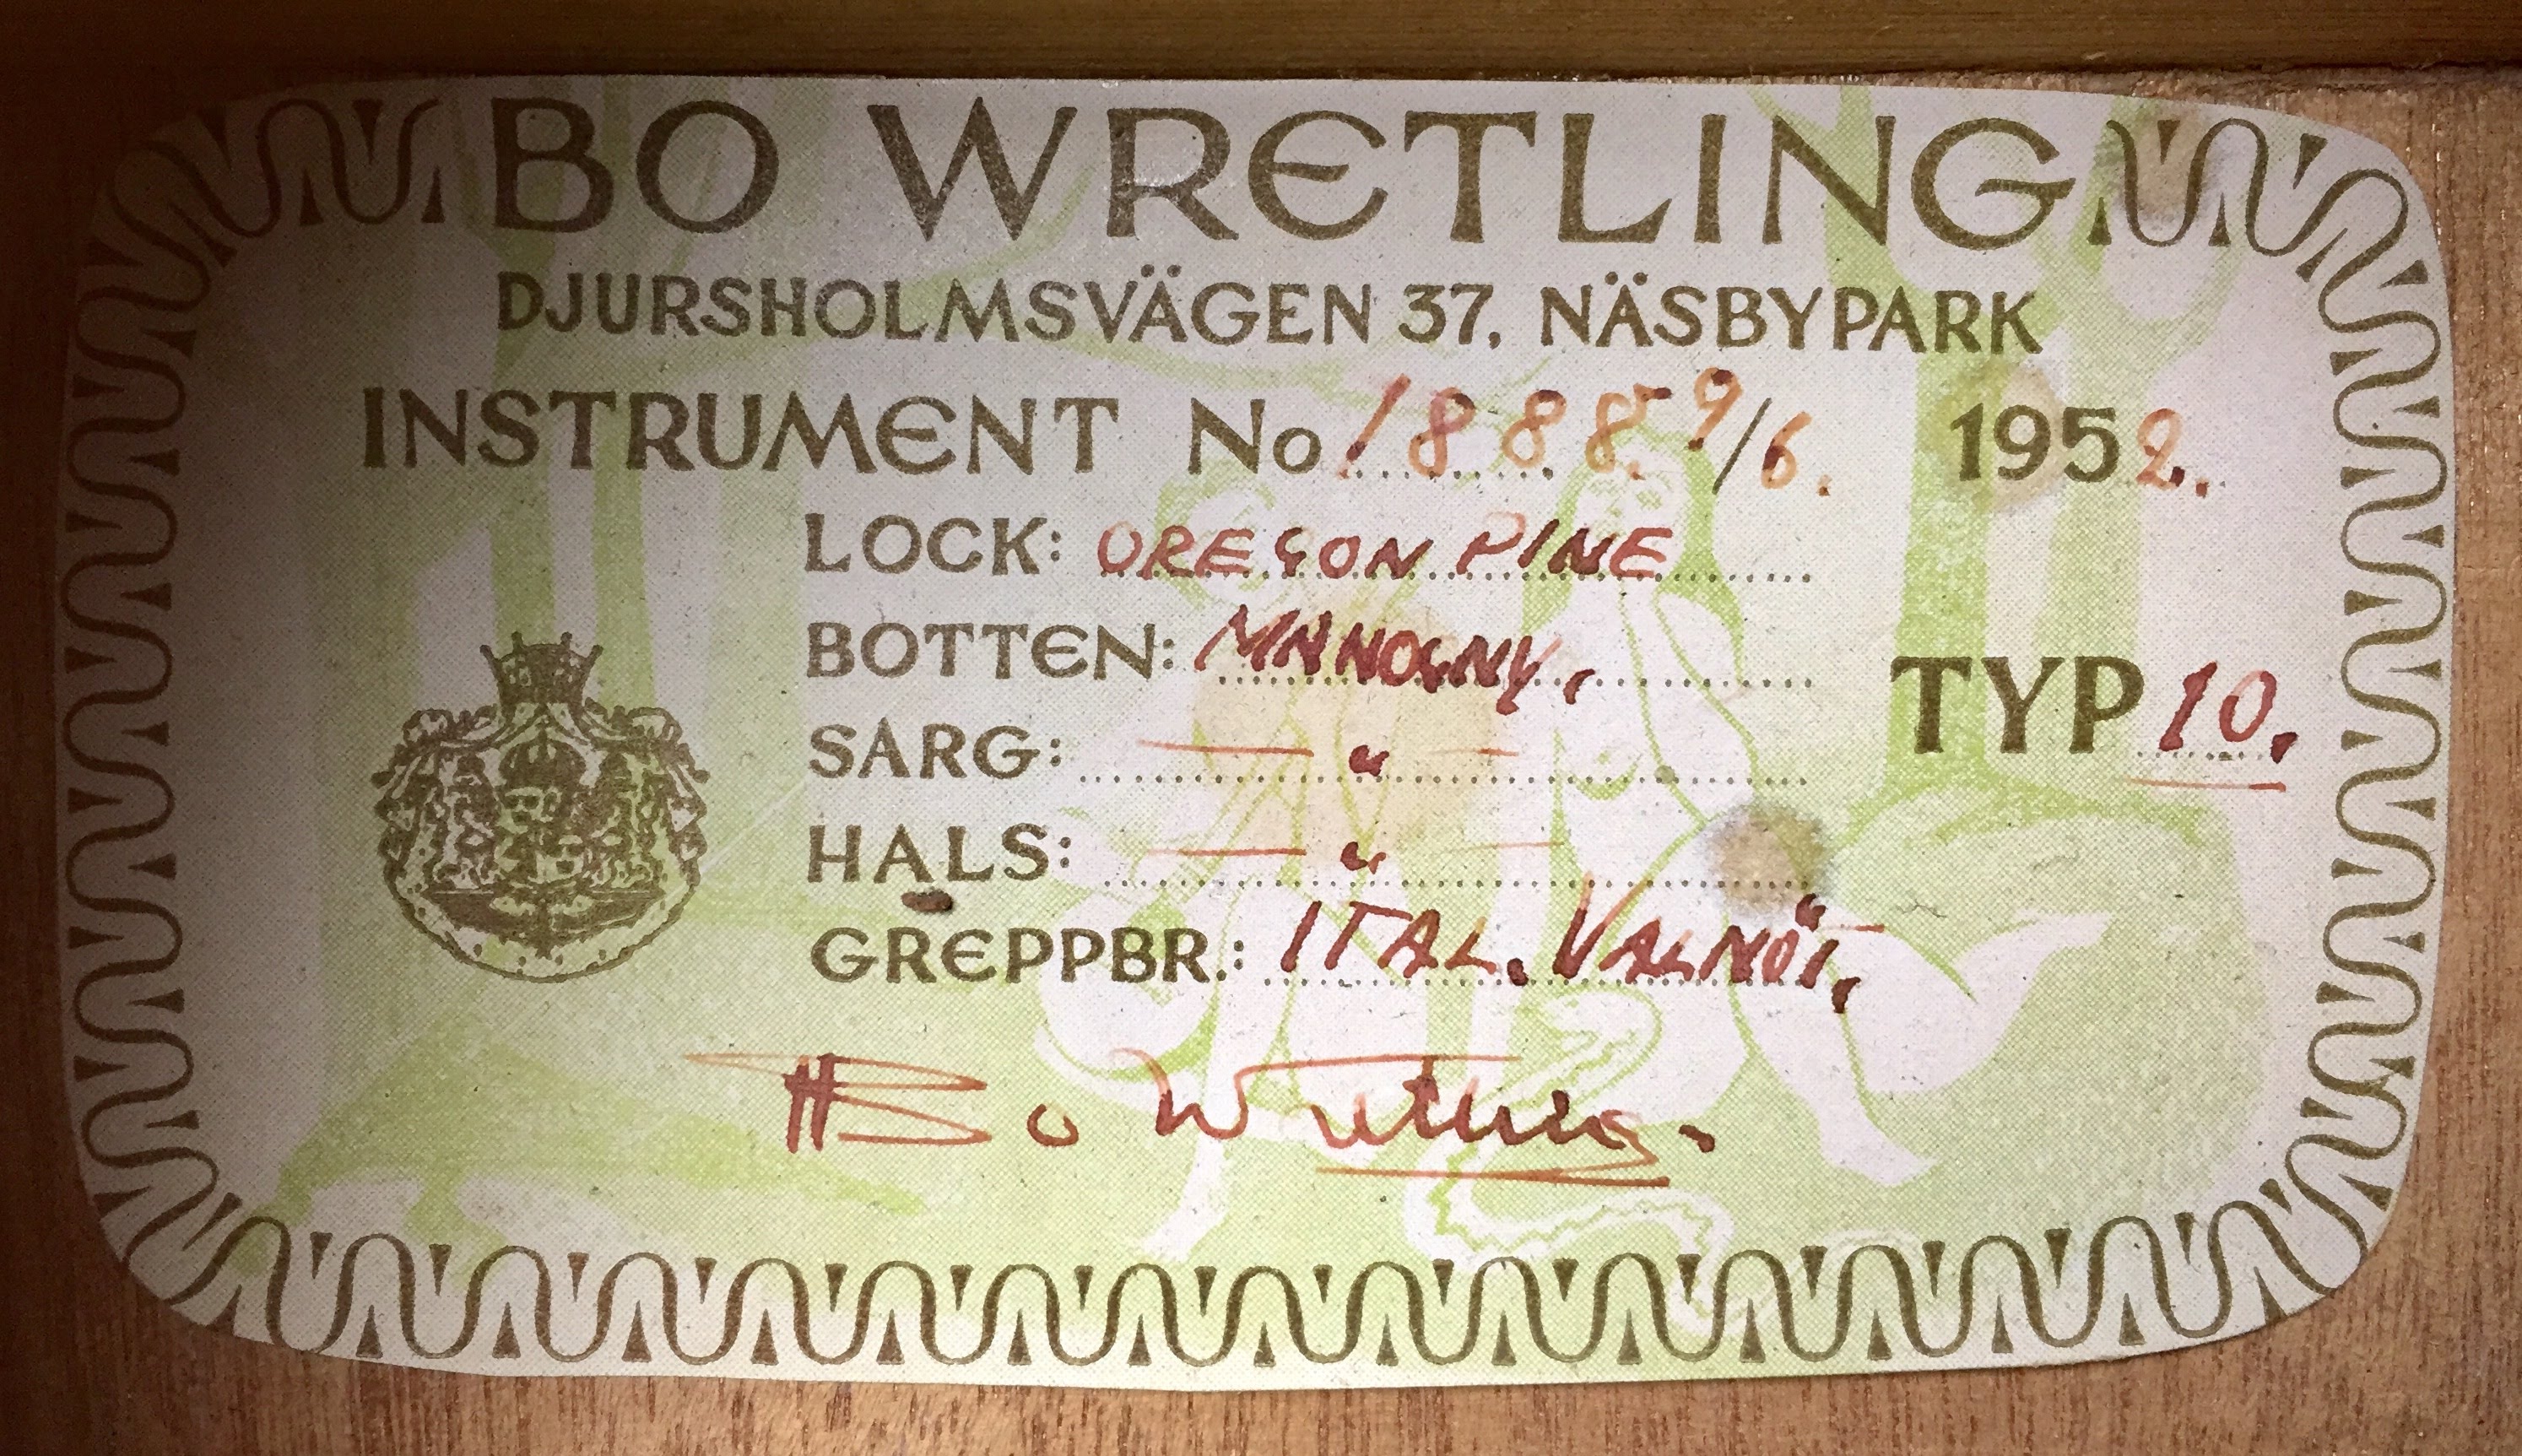 BO WRETLING
DJURSHOLMSVÄGEN 37, NÄSBYPARK
INSTRUMENT No 1888. 9/6. 1952.
LOCK: OREGON PINE
BOTTEN: MAHOGNY.
SARG: — " —
HALS: — " —
GREPPBR.: ITAL. VALNÖT.
TYP 10.
Bo Wretling.